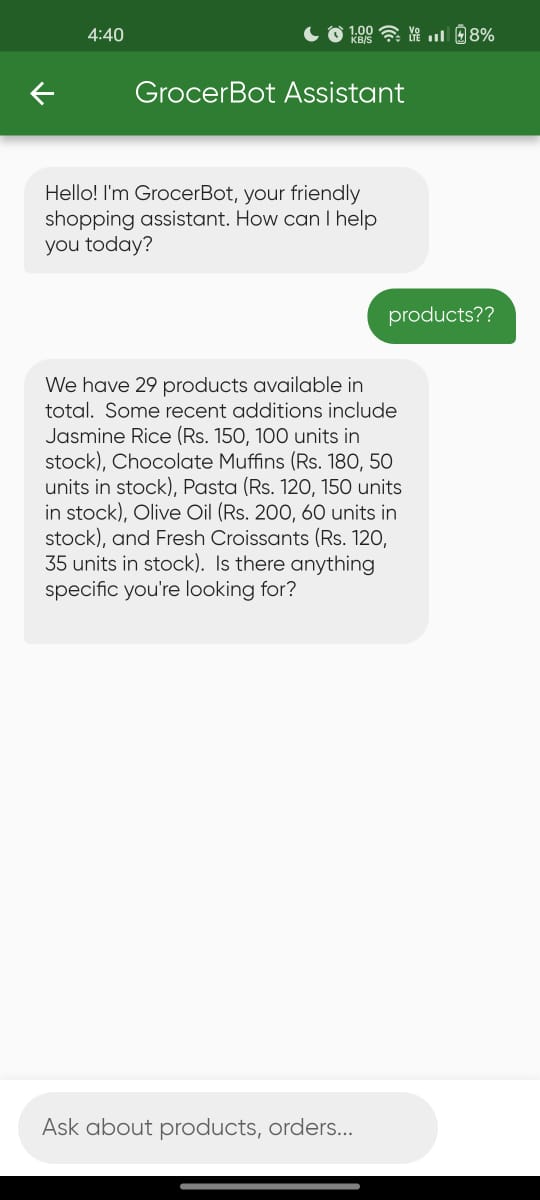 4:40
1.00 KB/S Vo LTE 8%
GrocerBot Assistant
Hello! I'm GrocerBot, your friendly
shopping assistant. How can I help
you today?
products??
We have 29 products available in
total.  Some recent additions include
Jasmine Rice (Rs. 150, 100 units in
stock), Chocolate Muffins (Rs. 180, 50
units in stock), Pasta (Rs. 120, 150 units
in stock), Olive Oil (Rs. 200, 60 units in
stock), and Fresh Croissants (Rs. 120,
35 units in stock).  Is there anything
specific you're looking for?
Ask about products, orders...